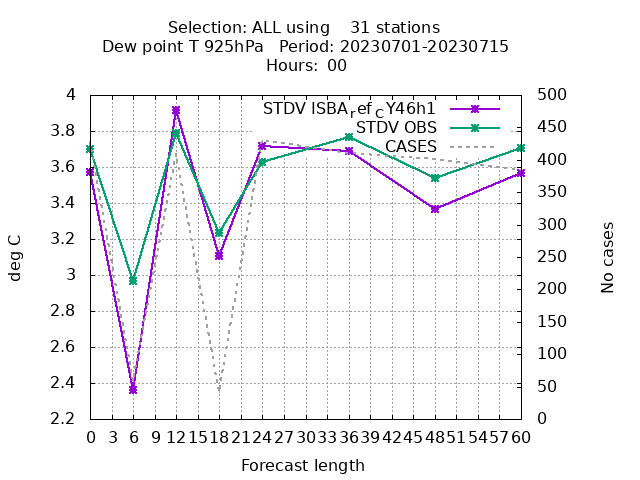 Selection: ALL using    31 stations
Dew point T 925hPa   Period: 20230701-20230715
Hours:  00
STDV ISBA_ref_CY46h1
STDV OBS
CASES
4
3.8
3.6
3.4
3.2
3
2.8
2.6
2.4
2.2
deg C
500
450
400
350
300
250
200
150
100
50
0
No cases
0 3 6 9 12 15 18 21 24 27 30 33 36 39 42 45 48 51 54 57 60
Forecast length